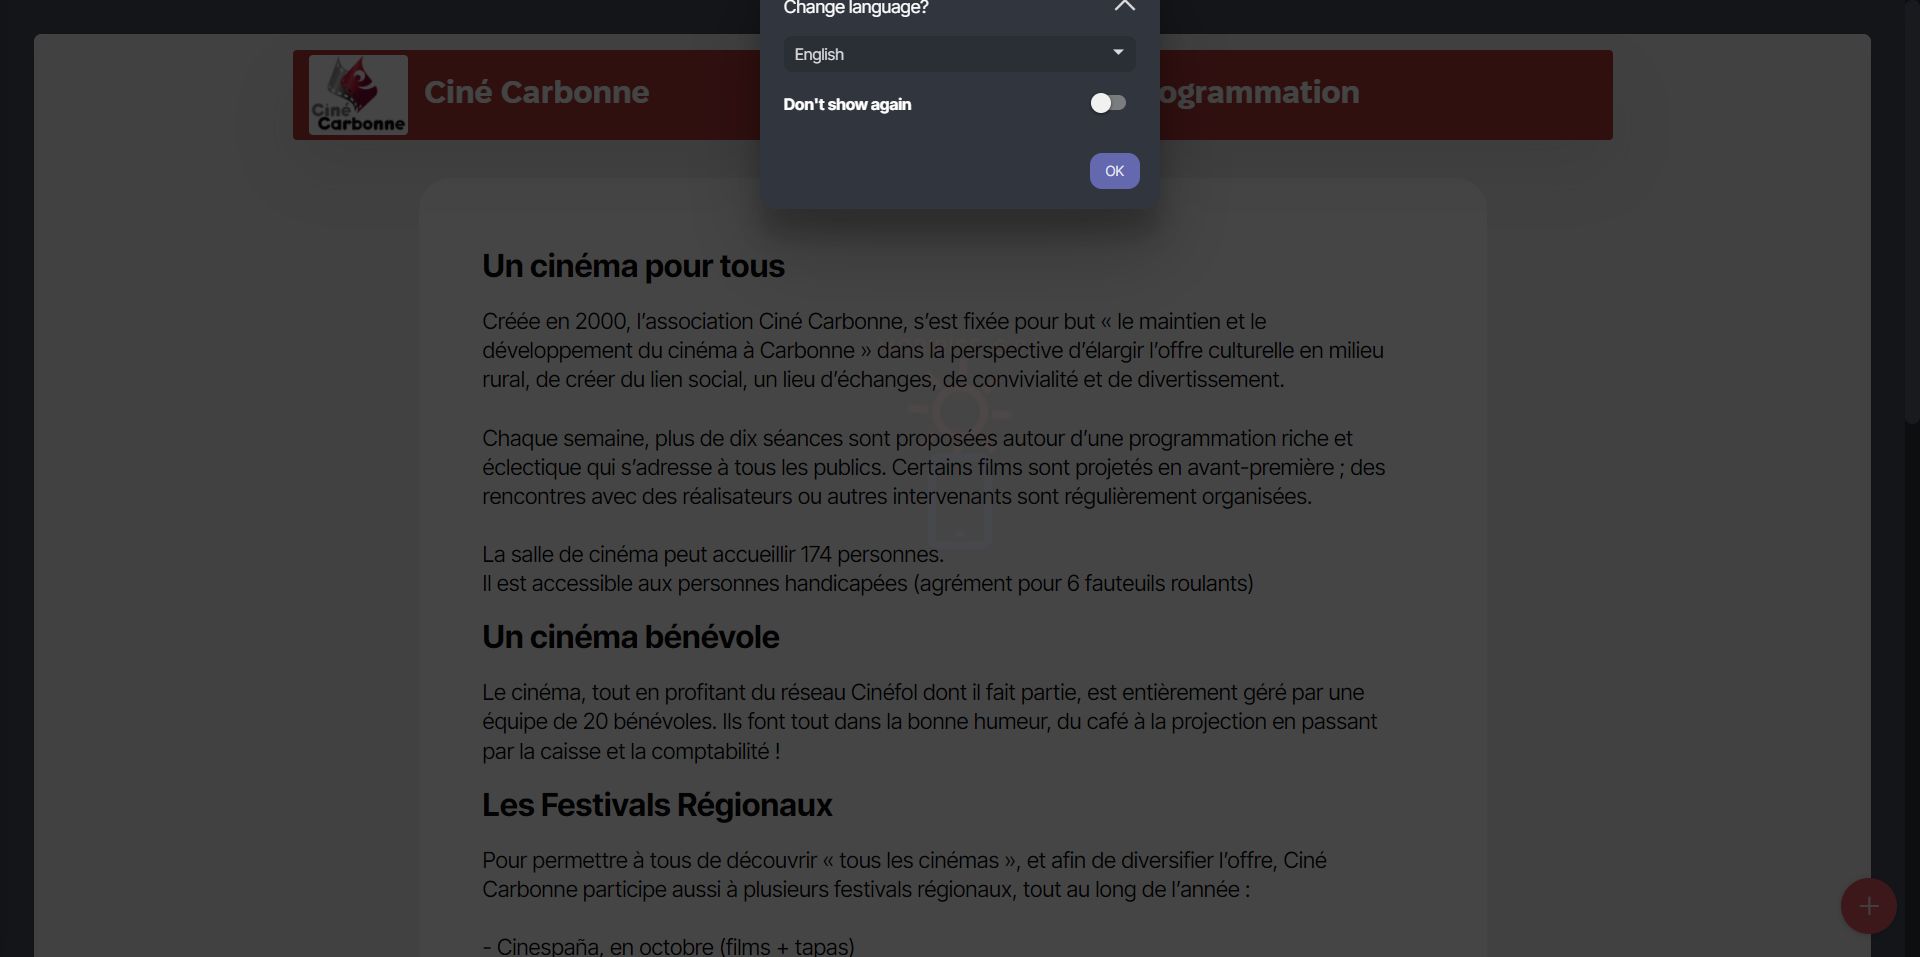 Change language?
English
Don't show again
OK
Ciné
Carbonne
Ciné Carbonne
ogrammation
Un cinéma pour tous
Créée en 2000, l’association Ciné Carbonne, s’est fixée pour but « le maintien et le
développement du cinéma à Carbonne » dans la perspective d’élargir l’offre culturelle en milieu
rural, de créer du lien social, un lieu d’échanges, de convivialité et de divertissement.
Chaque semaine, plus de dix séances sont proposées autour d’une programmation riche et
éclectique qui s’adresse à tous les publics. Certains films sont projetés en avant-première ; des
rencontres avec des réalisateurs ou autres intervenants sont régulièrement organisées.
La salle de cinéma peut accueillir 174 personnes.
Il est accessible aux personnes handicapées (agrément pour 6 fauteuils roulants)
Un cinéma bénévole
Le cinéma, tout en profitant du réseau Cinéfol dont il fait partie, est entièrement géré par une
équipe de 20 bénévoles. Ils font tout dans la bonne humeur, du café à la projection en passant
par la caisse et la comptabilité !
Les Festivals Régionaux
Pour permettre à tous de découvrir « tous les cinémas », et afin de diversifier l’offre, Ciné
Carbonne participe aussi à plusieurs festivals régionaux, tout au long de l’année :
- Cinespaña, en octobre (films + tapas)